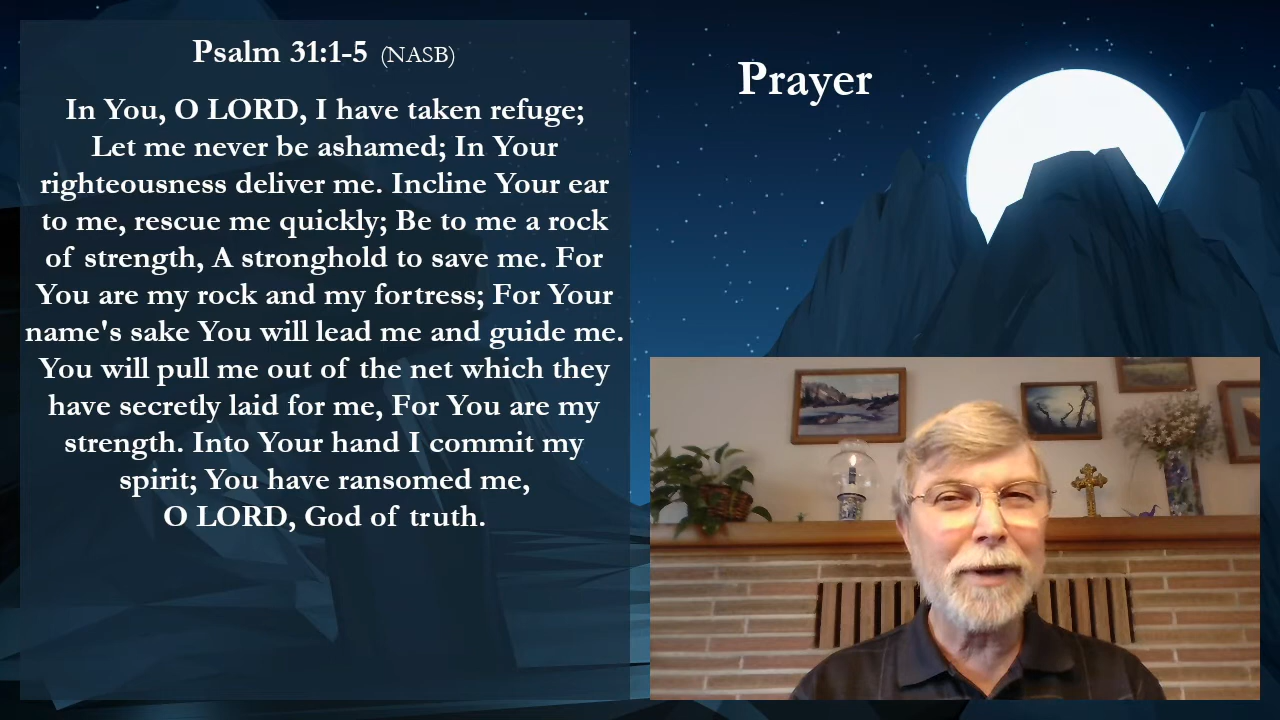 Psalm 31:1-5 (NASB)
In You, O LORD, I have taken refuge;
Let me never be ashamed; In Your
righteousness deliver me. Incline Your ear
to me, rescue me quickly; Be to me a rock
of strength, A stronghold to save me. For
You are my rock and my fortress; For Your
name's sake You will lead me and guide me.
You will pull me out of the net which they
have secretly laid for me, For You are my
strength. Into Your hand I commit my
spirit; You have ransomed me,
O LORD, God of truth.
Prayer